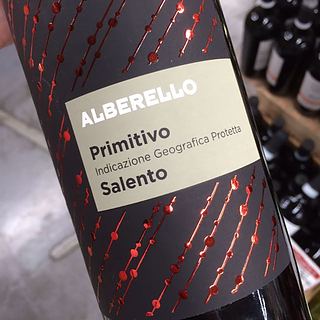 ALBERELLO
Primitivo
Indicazione Geografica Protetta
Salento